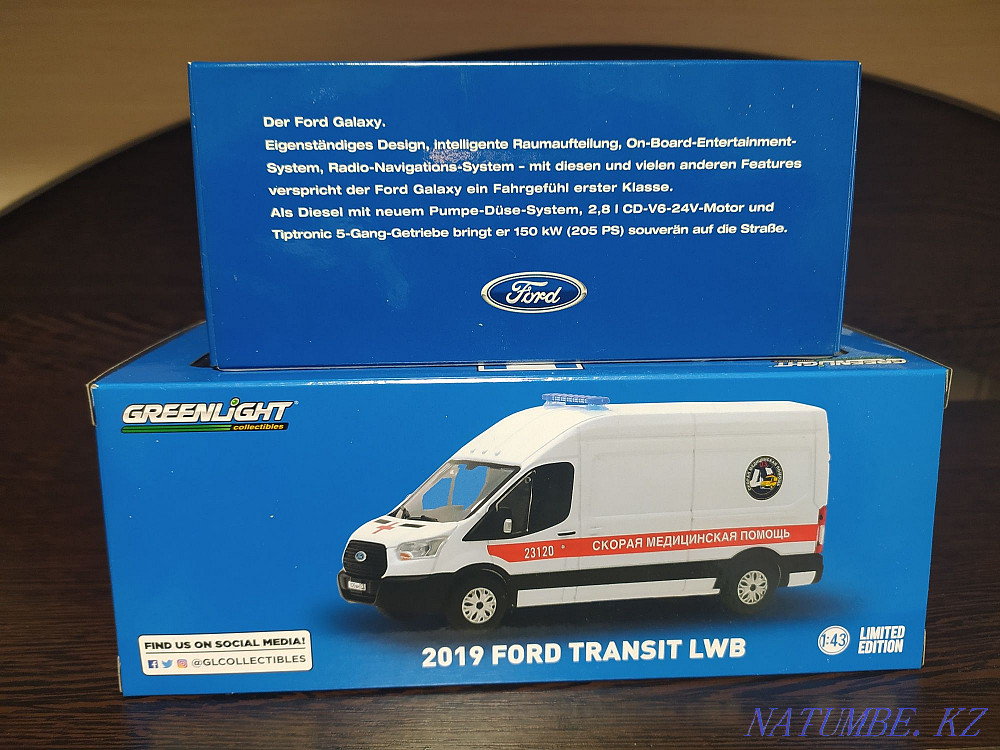 Der Ford Galaxy.
Eigenständiges Design, intelligente Raumaufteilung, On-Board-Entertainment-
System, Radio-Navigations-System – mit diesen und vielen anderen Features
verspricht der Ford Galaxy ein Fahrgefühl erster Klasse.
Als Diesel mit neuem Pumpe-Düse-System, 2,8 l CD-V6-24V-Motor und
Tiptronic 5-Gang-Getriebe bringt er 150 kW (205 PS) souverän auf die Straße.
Ford
GREENLiGHT®
collectibles
23120 ° СКОРАЯ МЕДИЦИНСКАЯ ПОМОЩЬ
FIND US ON SOCIAL MEDIA!
@GLCOLLECTIBLES
2019 FORD TRANSIT LWB
1:43
LIMITED
EDITION
NATUMBE. KZ